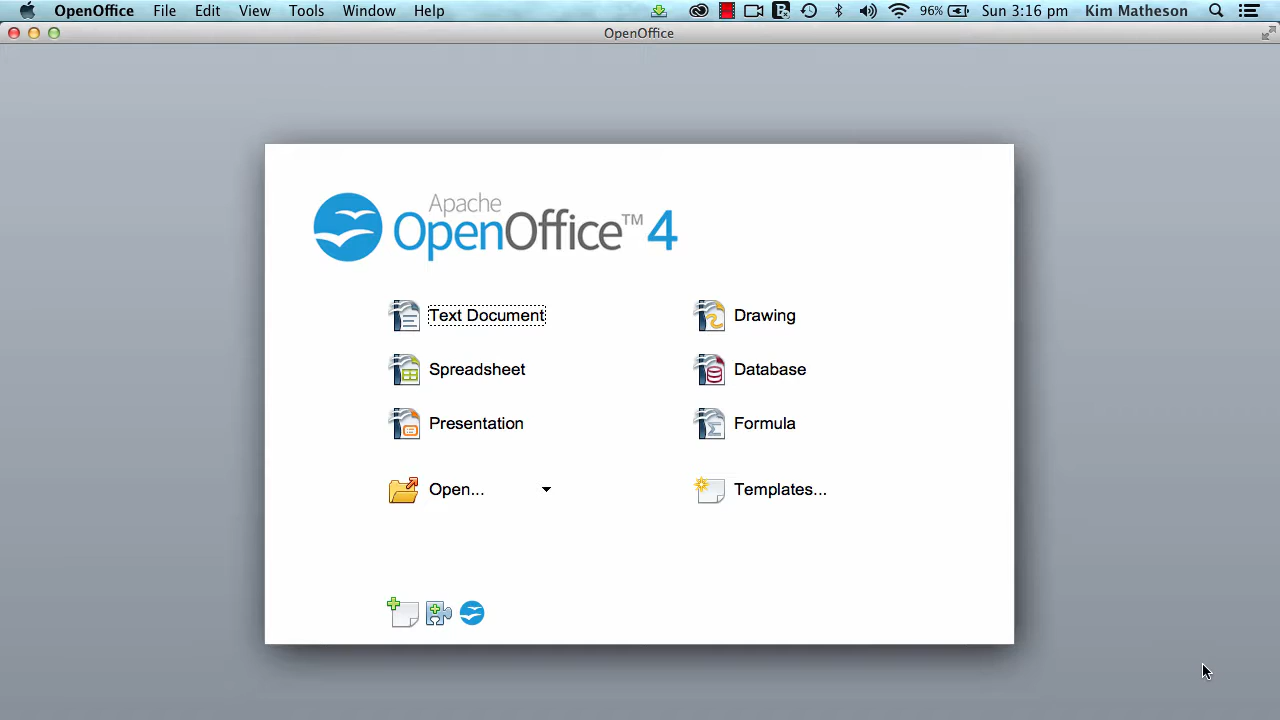 OpenOffice File Edit View Tools Window Help 96% Sun 3:16 pm Kim Matheson
OpenOffice
Apache
OpenOffice™ 4
Text Document
Drawing
Spreadsheet
Database
Presentation
Formula
Open...
Templates...